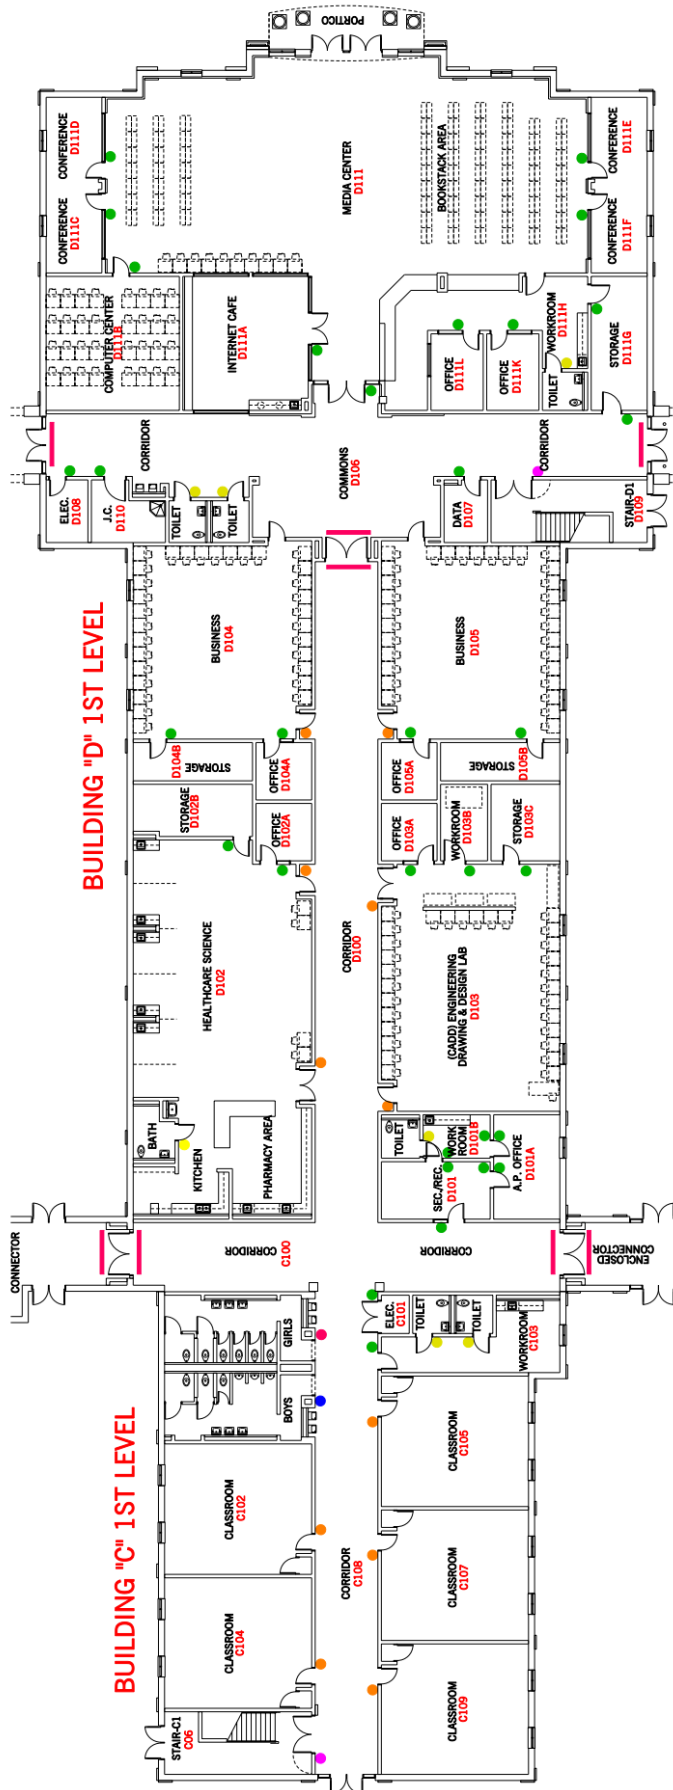 PORTICO
CONFERENCE
D111D
CONFERENCE
D111C
MEDIA CENTER
D111
BOOKSTACK AREA
CONFERENCE
D111E
CONFERENCE
D111F
COMPUTER CENTER
D111B
INTERNET CAFE
D111A
OFFICE
D111L
OFFICE
D111K
WORKROOM
D111H
TOILET
STORAGE
D111G
CORRIDOR
COMMONS
D106
CORRIDOR
ELEC.
D108
J.C.
D110
TOILET
TOILET
DATA
D107
STAIR-D1
D109
BUILDING "D" 1ST LEVEL
BUSINESS
D104
BUSINESS
D105
D104B
STORAGE
OFFICE
D104A
OFFICE
D105A
STORAGE
D105B
STORAGE
D102B
OFFICE
D102A
OFFICE
D103A
WORKROOM
D103B
STORAGE
D103C
HEALTHCARE SCIENCE
D102
CORRIDOR
D100
(CADD) ENGINEERING
DRAWING & DESIGN LAB
D103
BATH
KITCHEN
PHARMACY AREA
TOILET
WORK
ROOM
D101B
SEC./REC.
D101
A.P. OFFICE
D101A
CONNECTOR
CORRIDOR
C100
CORRIDOR
ENCLOSED
CONNECTOR
BUILDING "C" 1ST LEVEL
GIRLS
BOYS
ELEC.
C101
TOILET
TOILET
WORKROOM
C103
CLASSROOM
C102
CLASSROOM
C105
CLASSROOM
C104
CORRIDOR
C108
CLASSROOM
C107
STAIR-C1
C06
CLASSROOM
C109